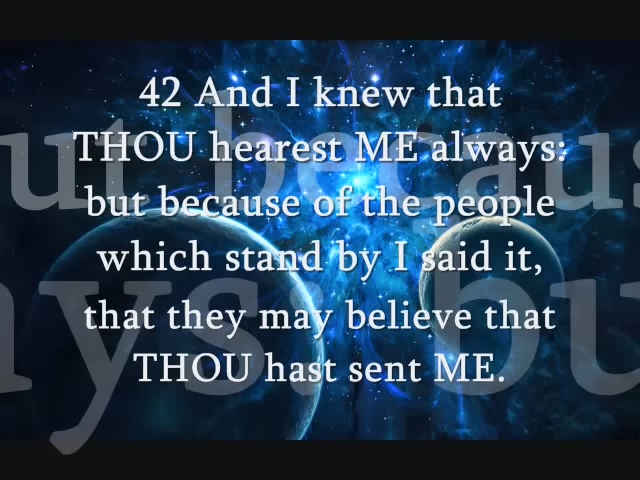 42 And I knew that
THOU hearest ME always:
but because of the people
which stand by I said it,
that they may believe that
THOU hast sent ME.